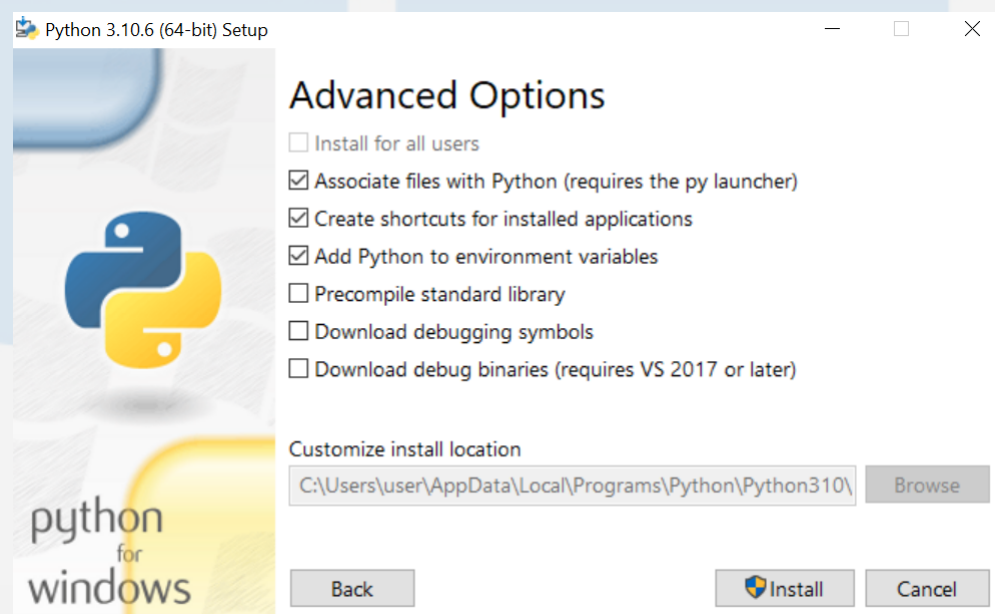 Python 3.10.6 (64-bit) Setup
Advanced Options
Install for all users
Associate files with Python (requires the py launcher)
Create shortcuts for installed applications
Add Python to environment variables
Precompile standard library
Download debugging symbols
Download debug binaries (requires VS 2017 or later)
Customize install location
C:\Users\user\AppData\Local\Programs\Python\Python310\
Browse
python
for
windows
Back
Install
Cancel